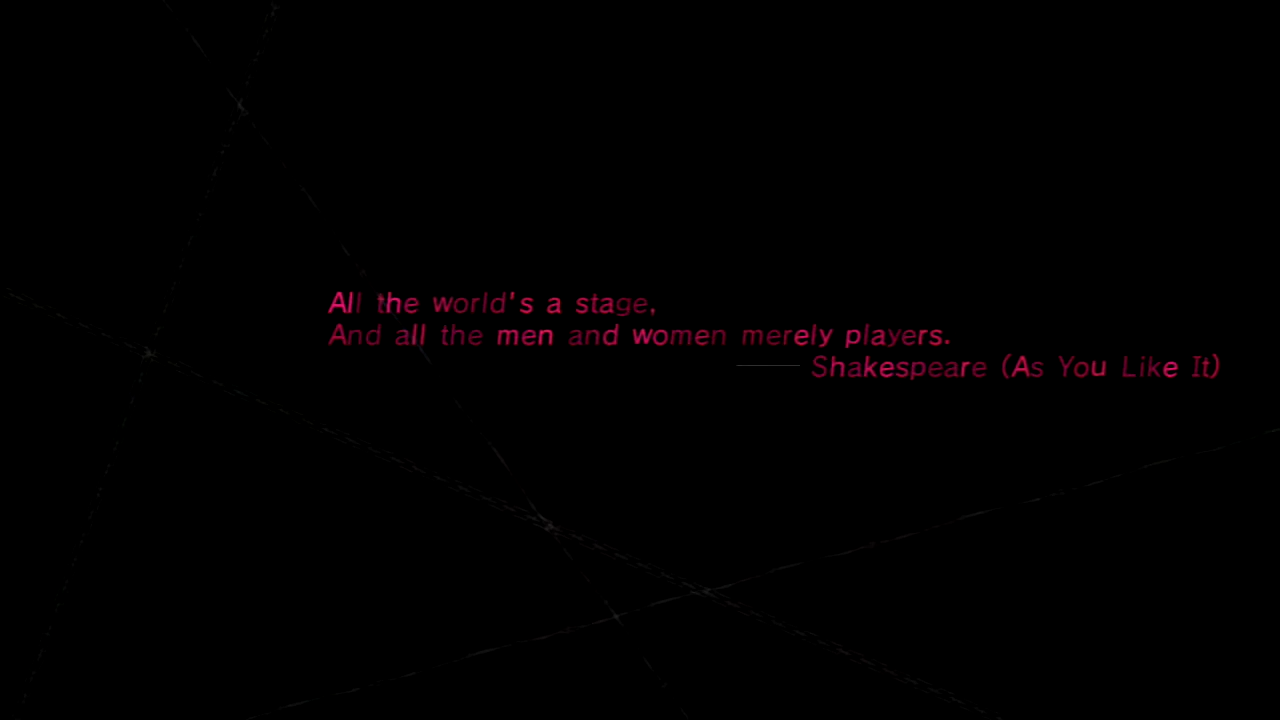 All the world's a stage,
And all the men and women merely players.
—— Shakespeare (As You Like It)